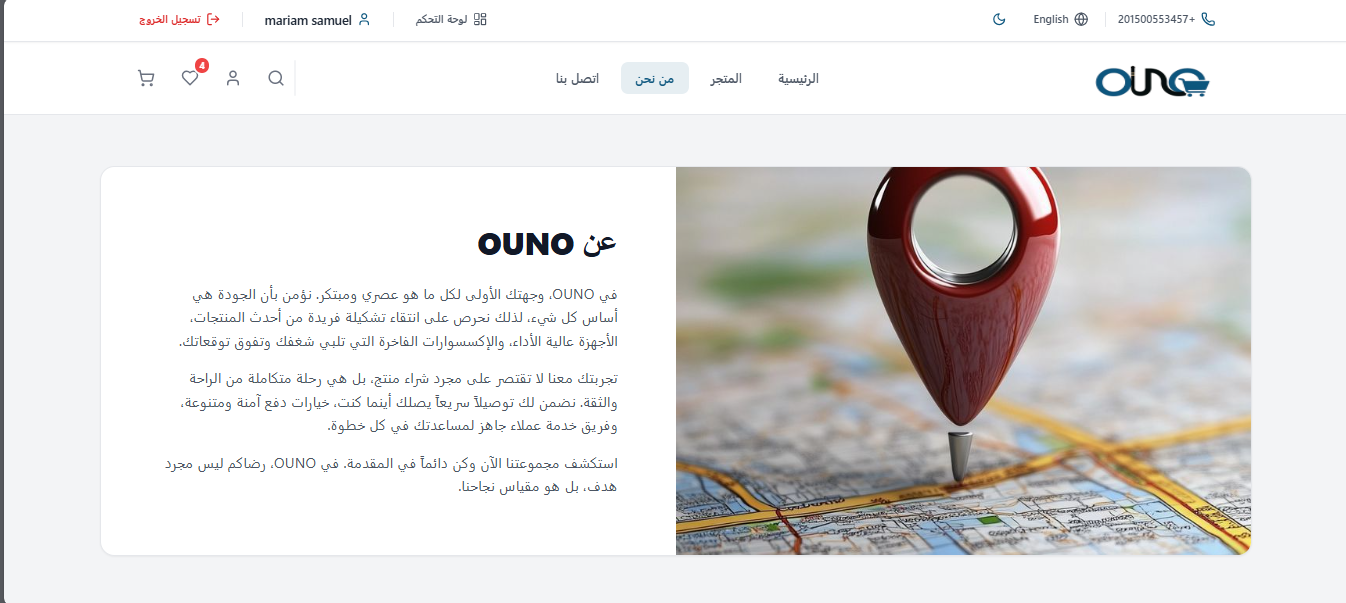 +201500553457
English
لوحة التحكم
mariam samuel
تسجيل الخروج
OUNO
الرئيسية
المتجر
من نحن
اتصل بنا
4
عن OUNO
في OUNO، وجهتك الأولى لكل ما هو عصري ومبتكر. نؤمن بأن الجودة هي
أساس كل شيء، لذلك نحرص على انتقاء تشكيلة فريدة من أحدث المنتجات،
الأجهزة عالية الأداء، والإكسسوارات الفاخرة التي تلبي شغفك وتفوق توقعاتك.
تجربتك معنا لا تقتصر على مجرد شراء منتج، بل هي رحلة متكاملة من الراحة
والثقة. نضمن لك توصيلاً سريعاً يصلك أينما كنت، خيارات دفع آمنة ومتنوعة،
وفريق خدمة عملاء جاهز لمساعدتك في كل خطوة.
استكشف مجموعتنا الآن وكن دائماً في المقدمة. في OUNO، رضاكم ليس مجرد
هدف، بل هو مقياس نجاحنا.